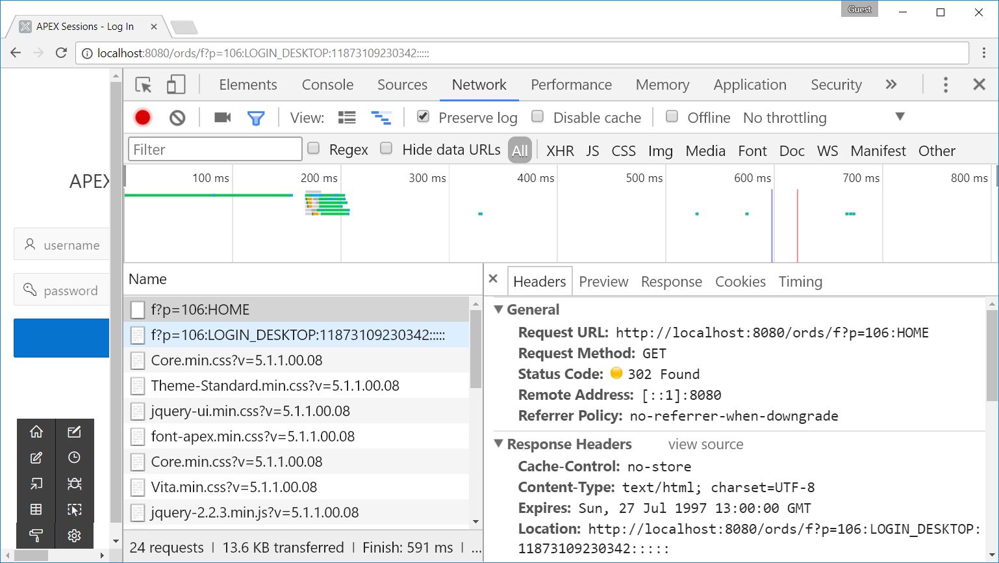 Guest
APEX Sessions - Log In
localhost:8080/ords/f?p=106:LOGIN_DESKTOP:11873109230342:::::
Elements Console Sources Network Performance Memory Application Security
View: Preserve log Disable cache Offline No throttling
Filter Regex Hide data URLs All XHR JS CSS Img Media Font Doc WS Manifest Other
100 ms 200 ms 300 ms 400 ms 500 ms 600 ms 700 ms 800 ms
APEX
username
password
Name
f?p=106:HOME
f?p=106:LOGIN_DESKTOP:11873109230342:::::
Core.min.css?v=5.1.1.00.08
Theme-Standard.min.css?v=5.1.1.00.08
jquery-ui.min.css?v=5.1.1.00.08
font-apex.min.css?v=5.1.1.00.08
Core.min.css?v=5.1.1.00.08
Vita.min.css?v=5.1.1.00.08
jquery-2.2.3.min.js?v=5.1.1.00.08
24 requests | 13.6 KB transferred | Finish: 591 ms | ...
Headers Preview Response Cookies Timing
General
Request URL: http://localhost:8080/ords/f?p=106:HOME
Request Method: GET
Status Code: 302 Found
Remote Address: [::1]:8080
Referrer Policy: no-referrer-when-downgrade
Response Headers view source
Cache-Control: no-store
Content-Type: text/html; charset=UTF-8
Expires: Sun, 27 Jul 1997 13:00:00 GMT
Location: http://localhost:8080/ords/f?p=106:LOGIN_DESKTOP:
11873109230342:::::